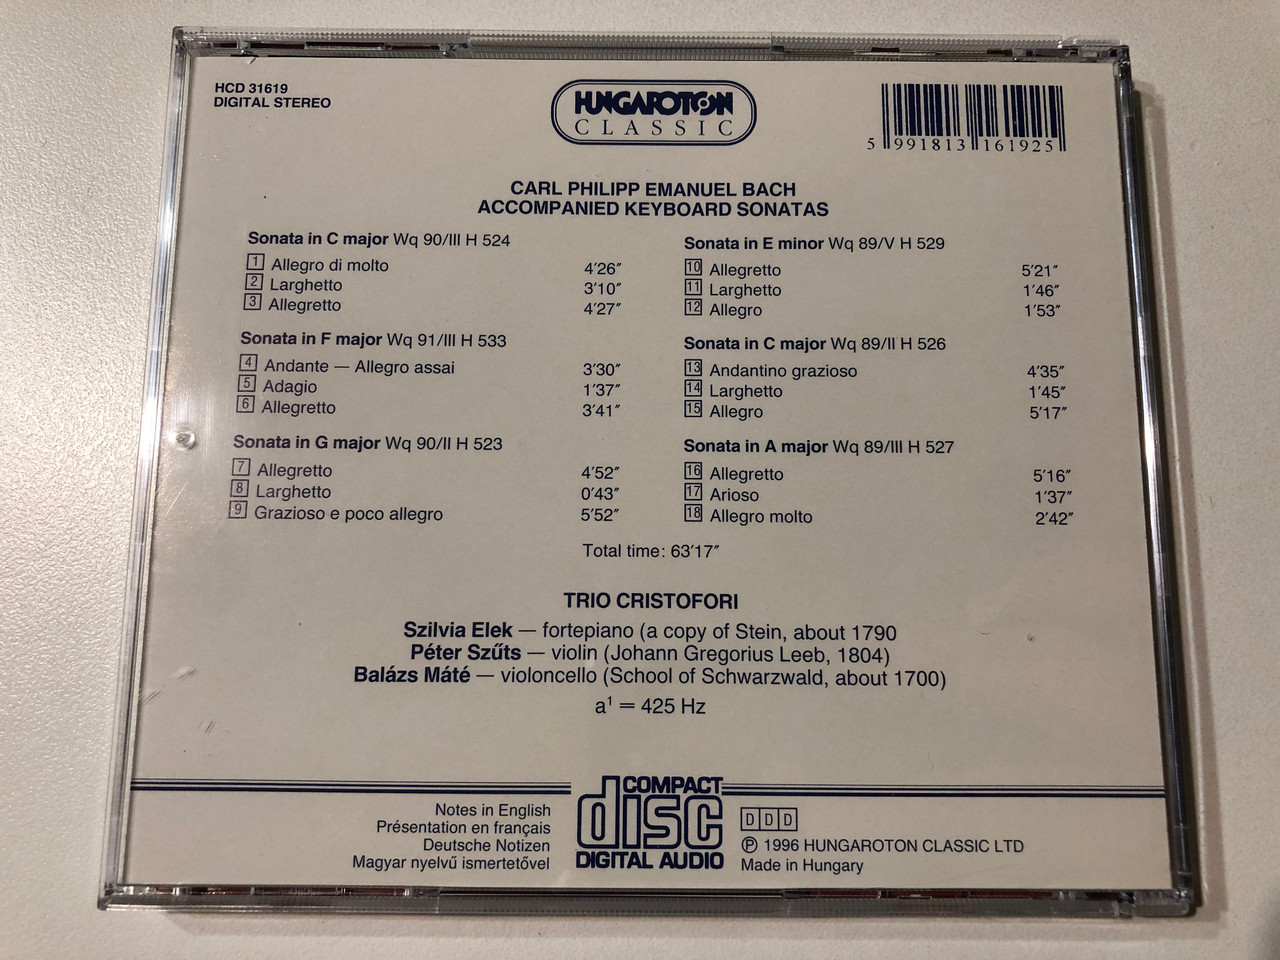 HCD 31619
DIGITAL STEREO
HUNGAROTON
CLASSIC
5 991813 161925
CARL PHILIPP EMANUEL BACH
ACCOMPANIED KEYBOARD SONATAS
Sonata in C major Wq 90/III H 524
1 Allegro di molto 4′26″
2 Larghetto 3′10″
3 Allegretto 4′27″
Sonata in F major Wq 91/III H 533
4 Andante — Allegro assai 3′30″
5 Adagio 1′37″
6 Allegretto 3′41″
Sonata in G major Wq 90/II H 523
7 Allegretto 4′52″
8 Larghetto 0′43″
9 Grazioso e poco allegro 5′52″
Sonata in E minor Wq 89/V H 529
10 Allegretto 5′21″
11 Larghetto 1′46″
12 Allegro 1′53″
Sonata in C major Wq 89/II H 526
13 Andantino grazioso 4′35″
14 Larghetto 1′45″
15 Allegro 5′17″
Sonata in A major Wq 89/III H 527
16 Allegretto 5′16″
17 Arioso 1′37″
18 Allegro molto 2′42″
Total time: 63′17″
TRIO CRISTOFORI
Szilvia Elek — fortepiano (a copy of Stein, about 1790
Péter Szűts — violin (Johann Gregorius Leeb, 1804)
Balázs Máté — violoncello (School of Schwarzwald, about 1700)
a¹ = 425 Hz
Notes in English
Présentation en français
Deutsche Notizen
Magyar nyelvű ismertetővel
COMPACT
disc
DIGITAL AUDIO
DDD
℗ 1996 HUNGAROTON CLASSIC LTD
Made in Hungary